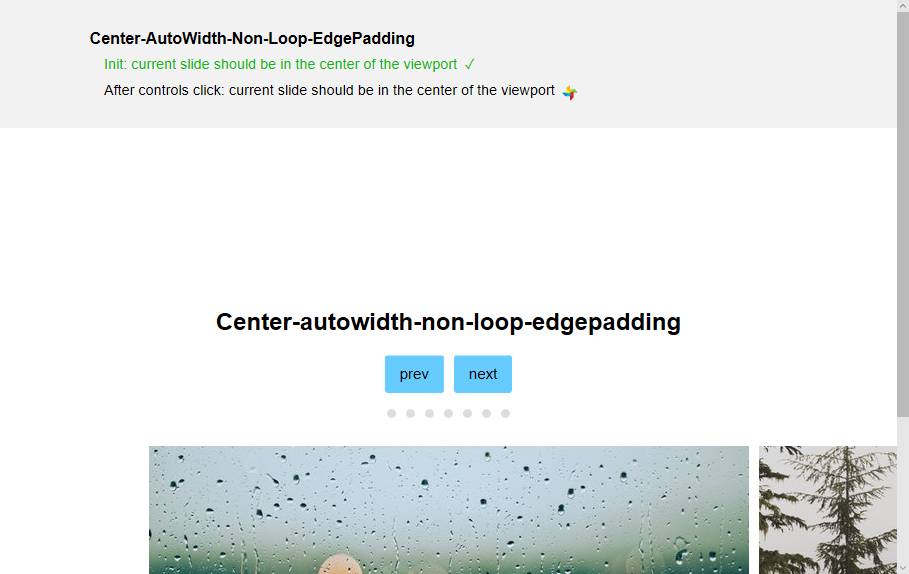 Center-AutoWidth-Non-Loop-EdgePadding
Init: current slide should be in the center of the viewport ✓
After controls click: current slide should be in the center of the viewport
Center-autowidth-non-loop-edgepadding
prev next